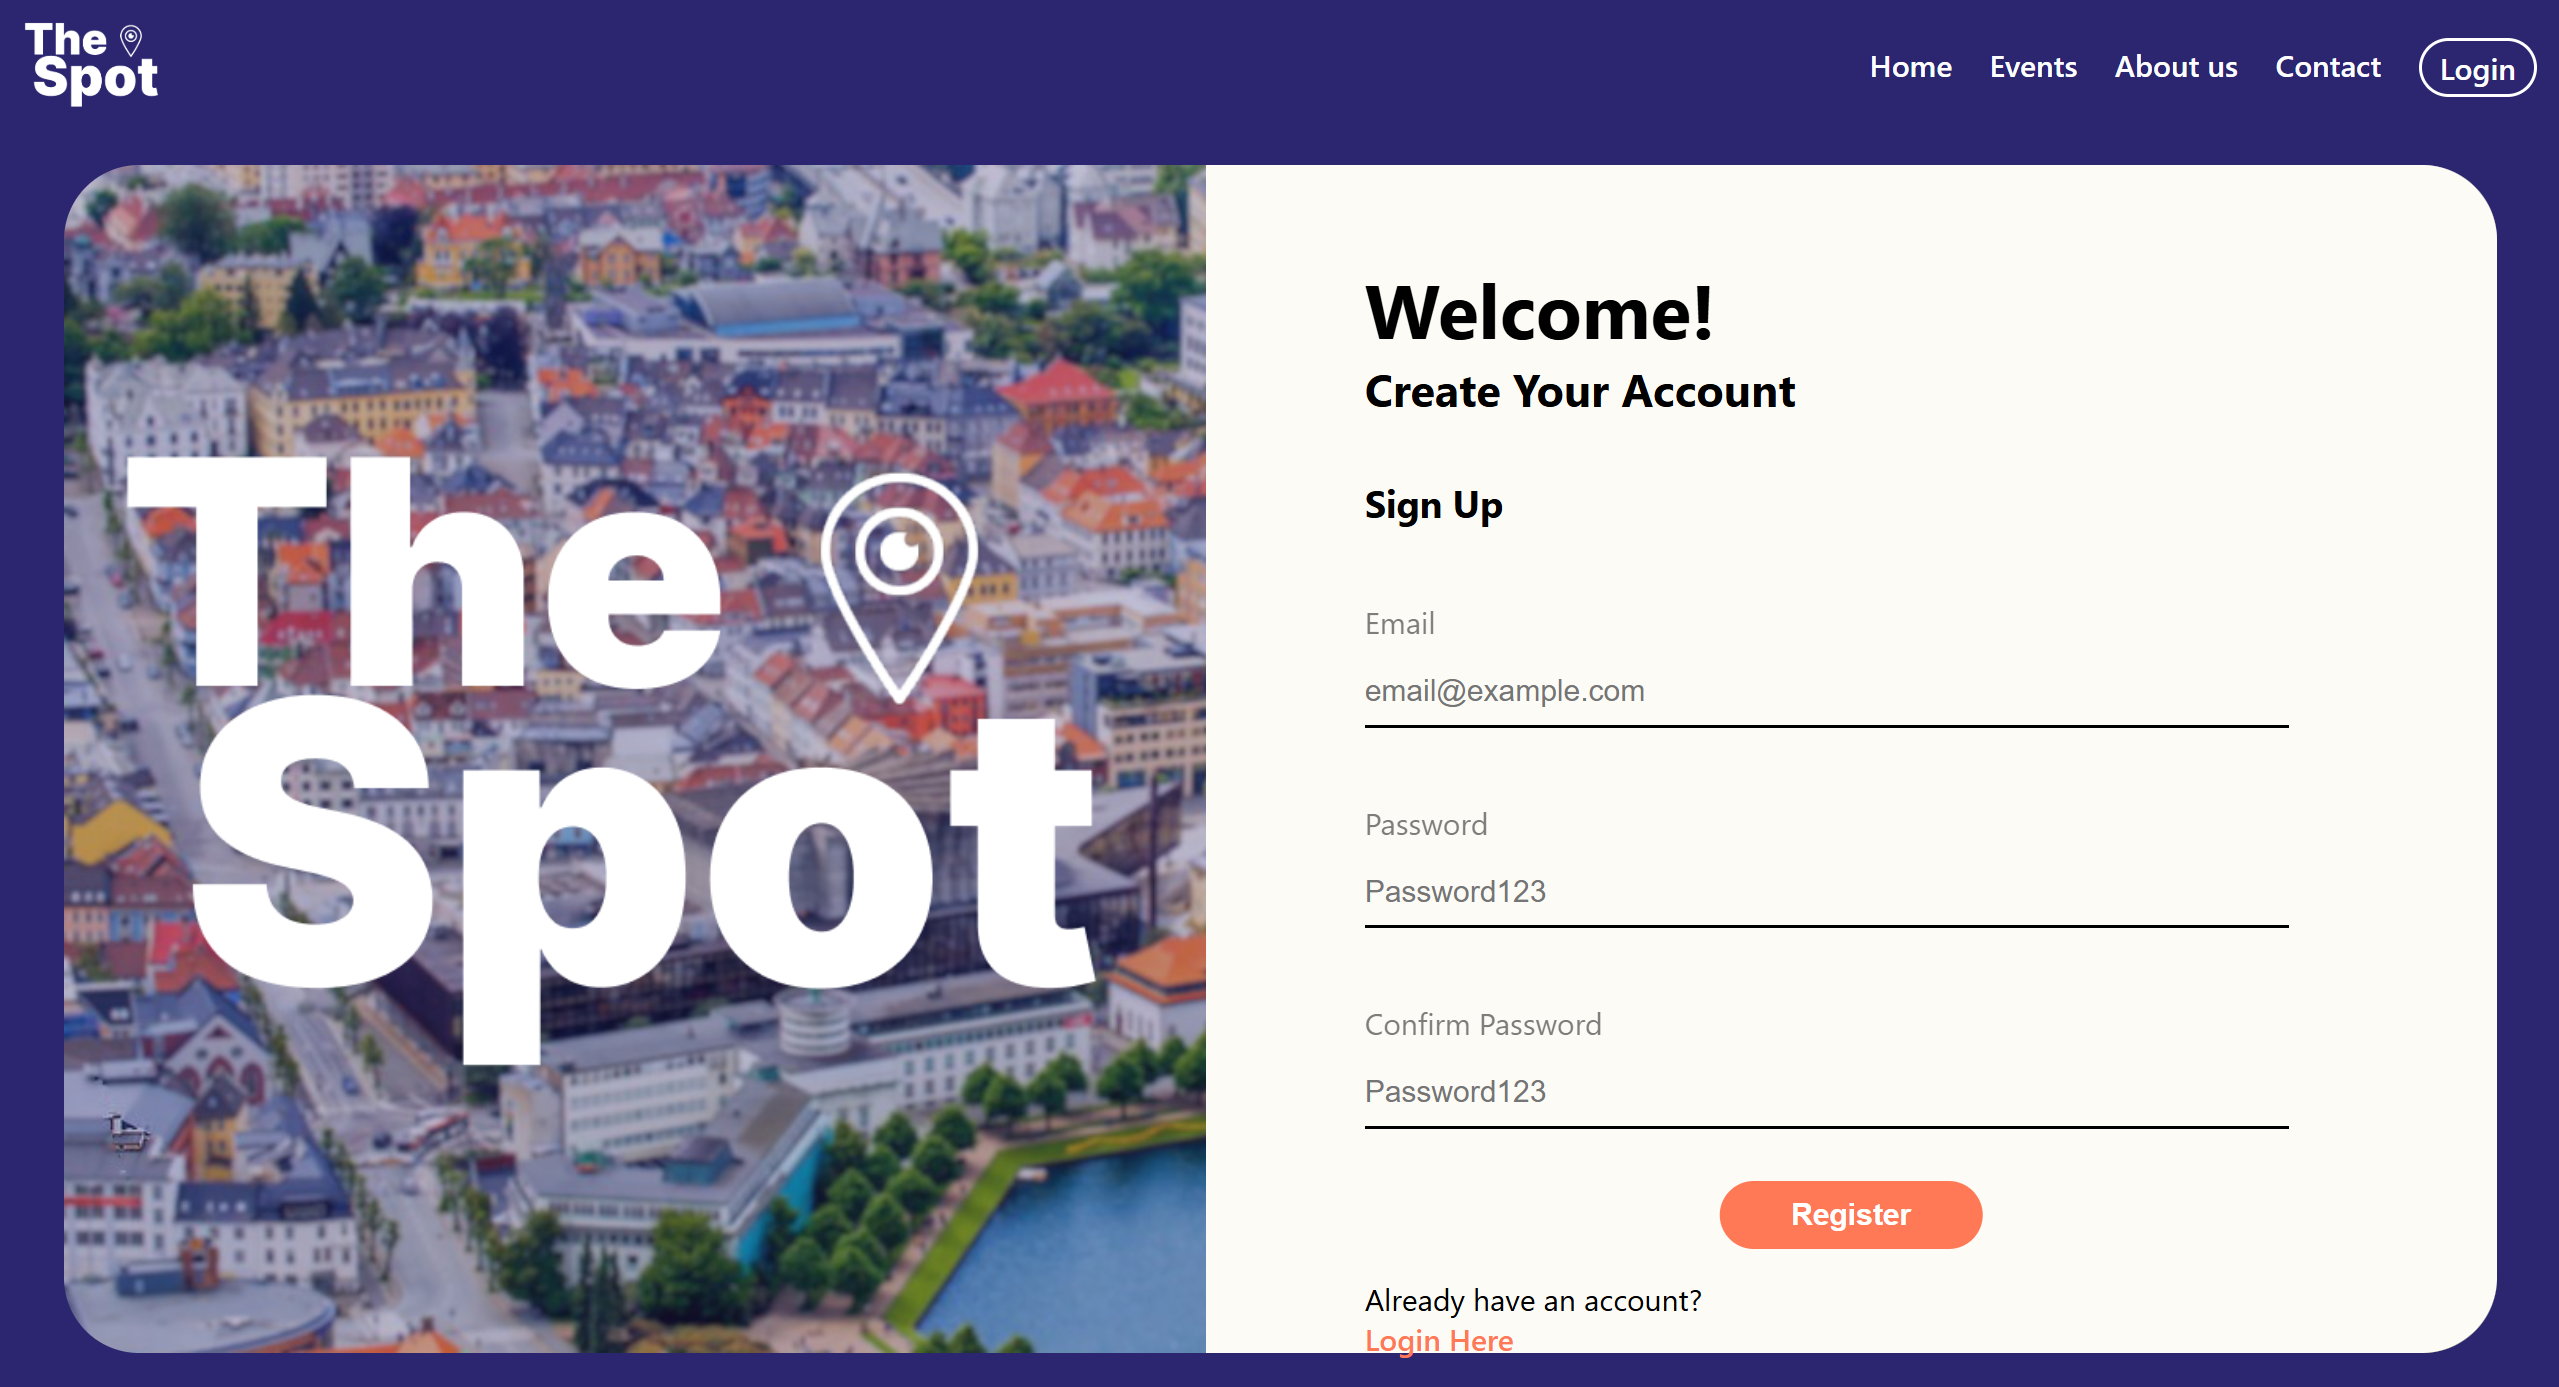 The
Spot
Home
Events
About us
Contact
Login
The
Spot
Welcome!
Create Your Account
Sign Up
Email
email@example.com
Password
Password123
Confirm Password
Password123
Register
Already have an account?
Login Here